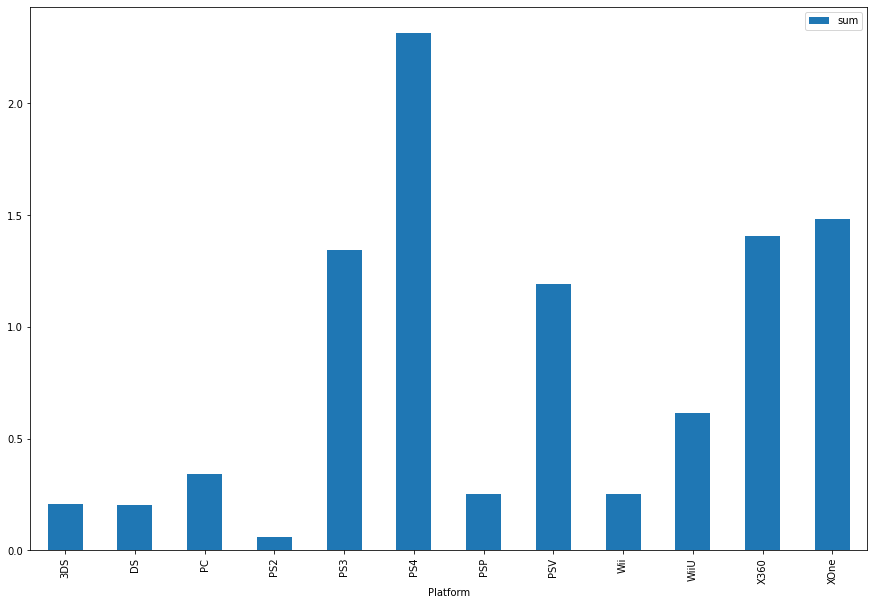 sum
2.0
1.5
1.0
0.5
0.0
3DS
DS
PC
PS2
PS3
PS4
PSP
PSV
Wii
WiiU
X360
XOne
Platform